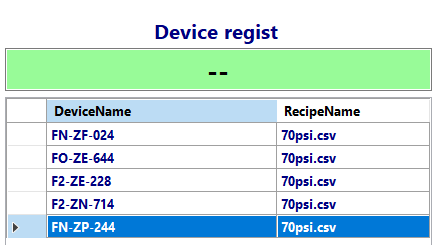 Device regist
--
DeviceName RecipeName
FN-ZF-024 70psi.csv
FO-ZE-644 70psi.csv
F2-ZE-228 70psi.csv
F2-ZN-714 70psi.csv
FN-ZP-244 70psi.csv